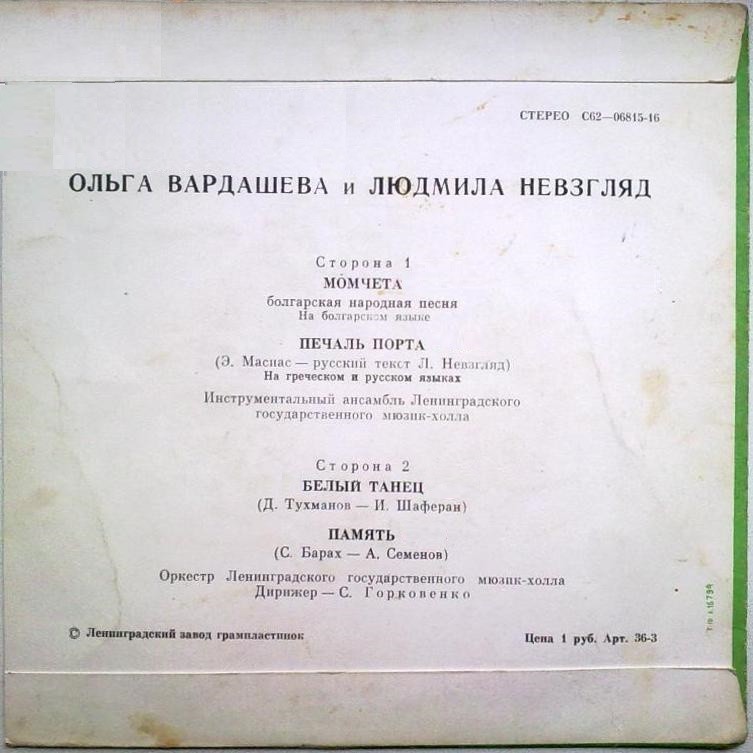 СТЕРЕО С62—06815-16
ОЛЬГА ВАРДАШЕВА и ЛЮДМИЛА НЕВЗГЛЯД
Сторона 1
МОМЧЕТА
болгарская народная песня
На болгарском языке
ПЕЧАЛЬ ПОРТА
(Э. Масиас — русский текст Л. Невзгляд)
На греческом и русском языках
Инструментальный ансамбль Ленинградского
государственного мюзик-холла
Сторона 2
БЕЛЫЙ ТАНЕЦ
(Д. Тухманов — И. Шаферан)
ПАМЯТЬ
(С. Барах — А. Семенов)
Оркестр Ленинградского государственного мюзик-холла
Дирижер — С. Горковенко
© Ленинградский завод грампластинок
Цена 1 руб. Арт. 36-3